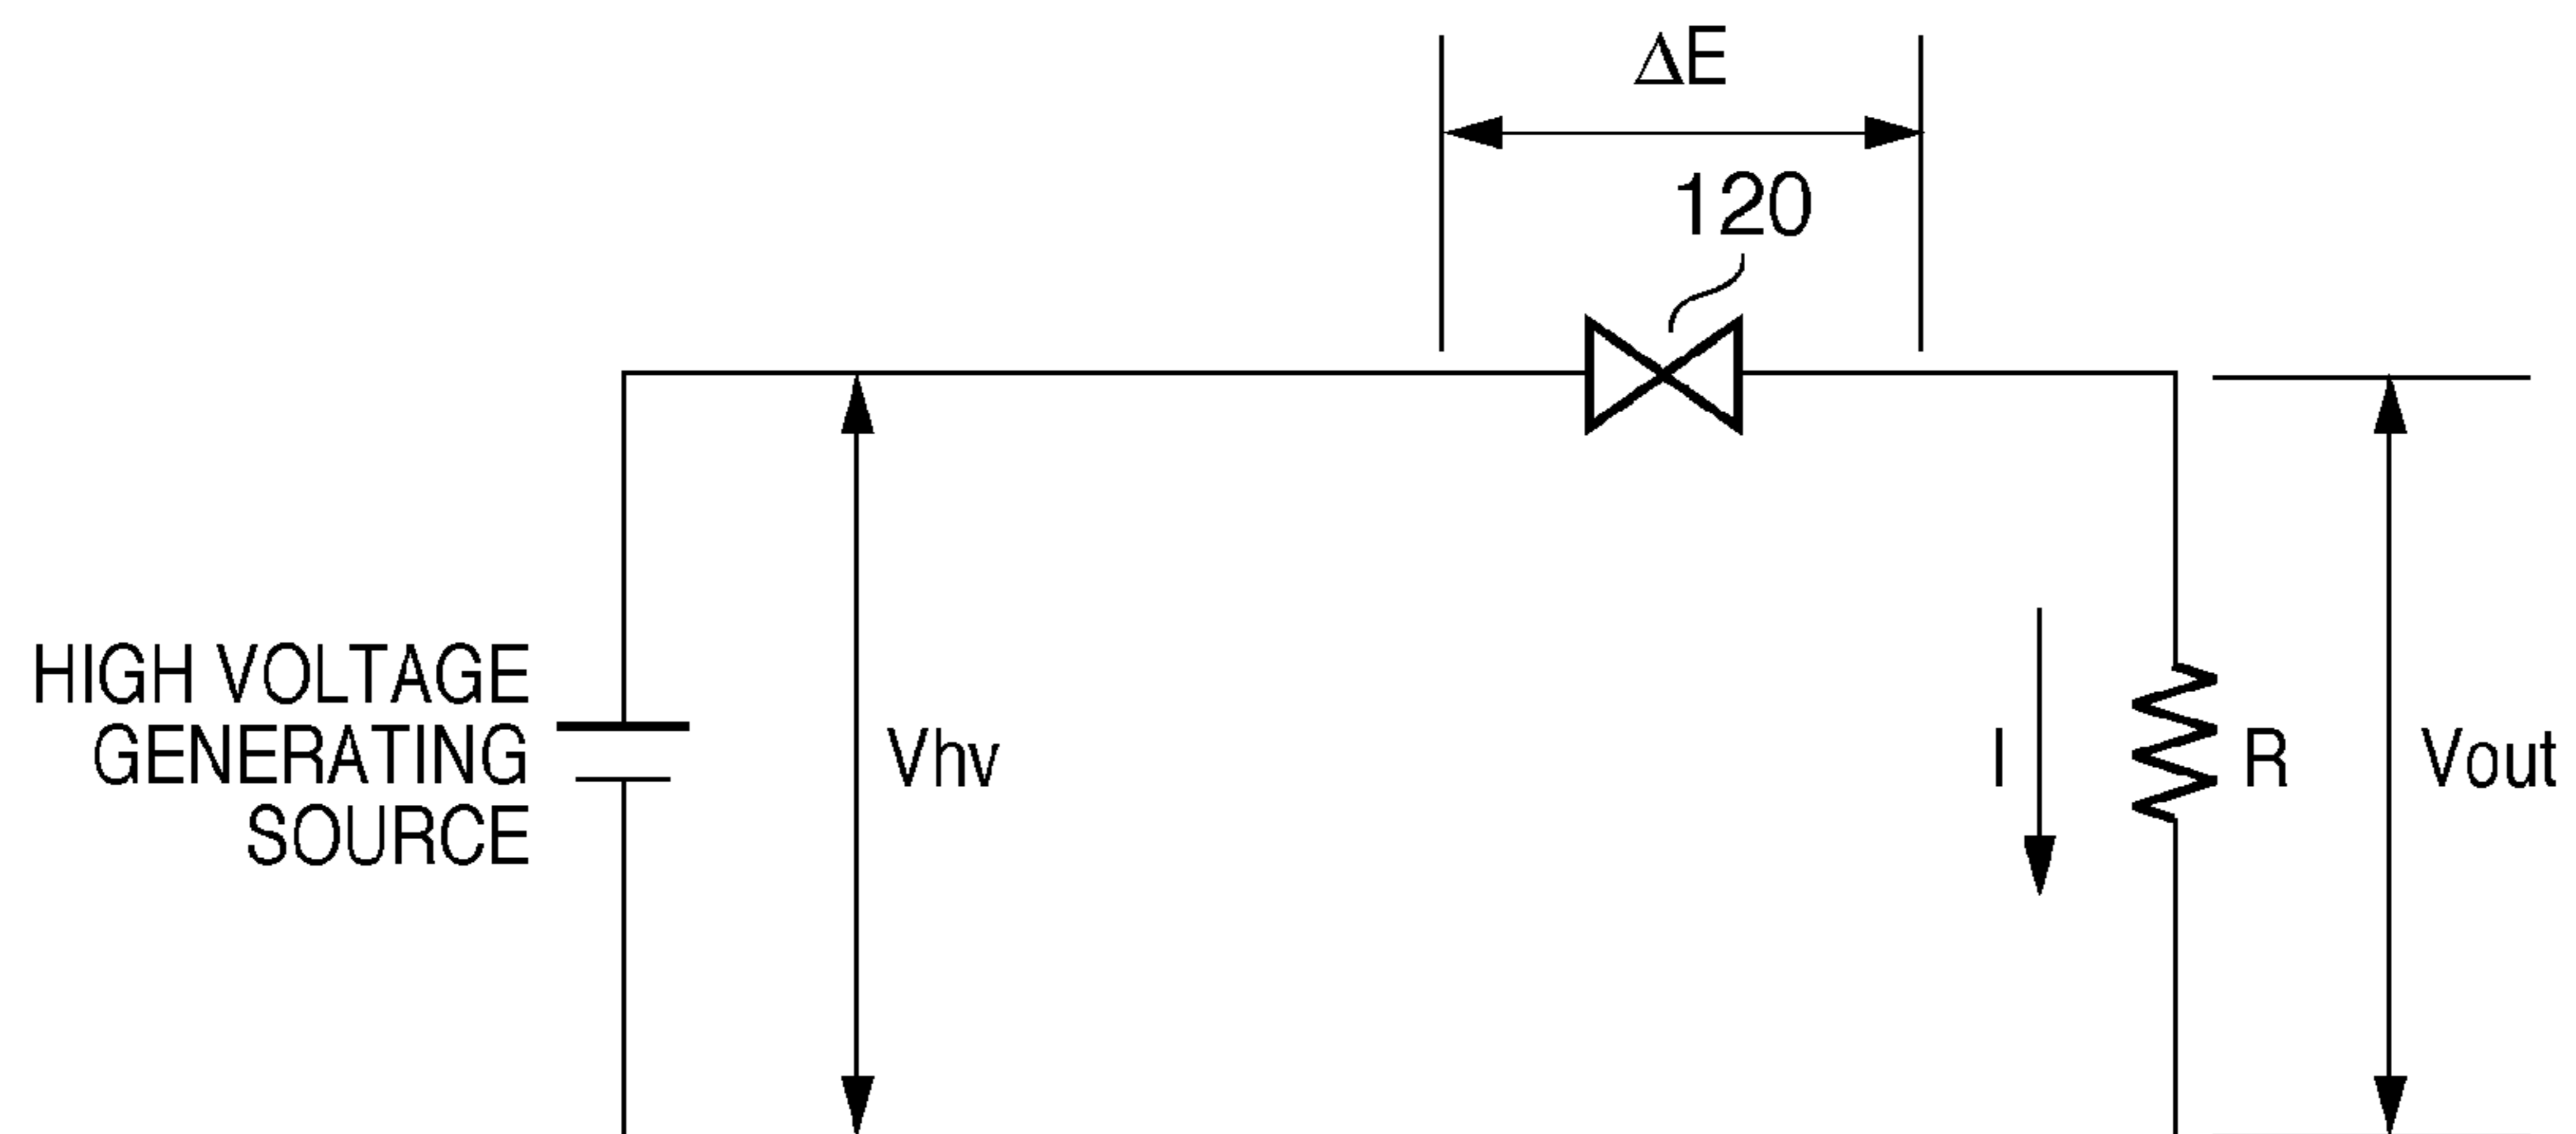 ΔE
120
HIGH VOLTAGE
GENERATING
SOURCE
Vhv
I
R
Vout